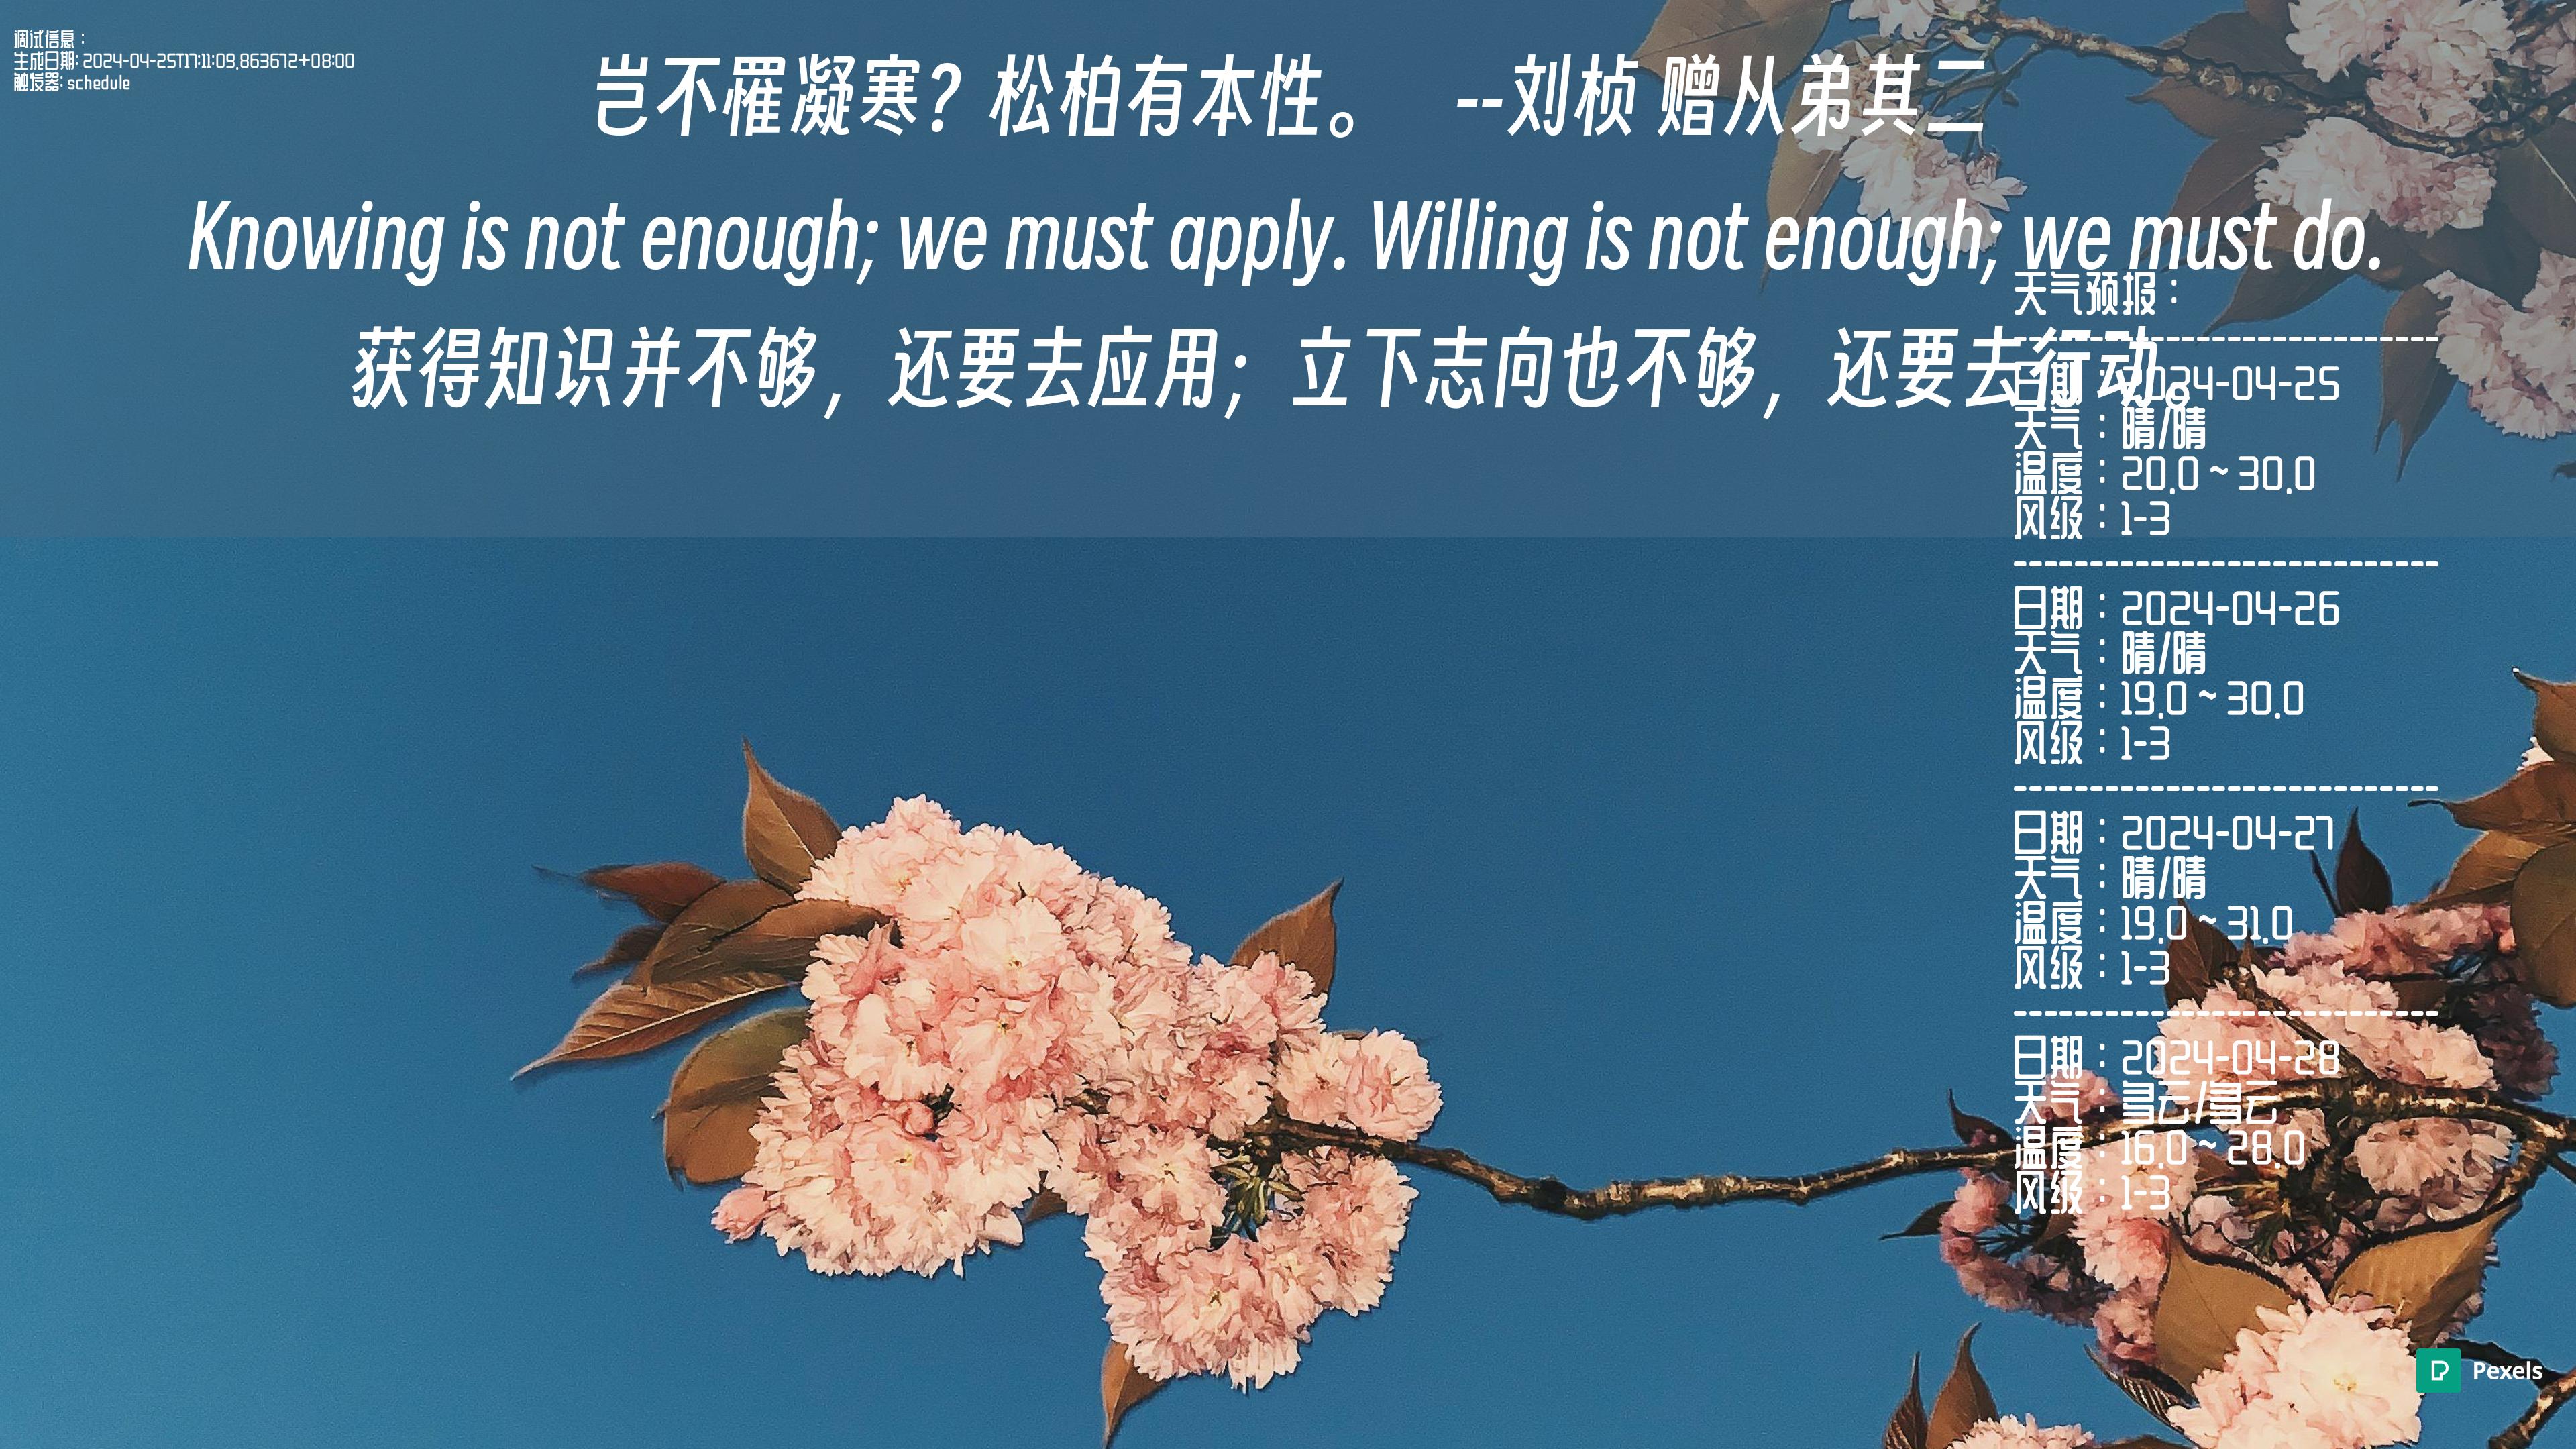 调试信息：
生成日期: 2024-04-25T17:11:09.863672+08:00
触发器: schedule
岂不罹凝寒？松柏有本性。 --刘桢 赠从弟其二
Knowing is not enough; we must apply. Willing is not enough; we must do.
获得知识并不够，还要去应用；立下志向也不够，还要去行动。
天气预报：
----------------------------
日期：2024-04-25
天气：晴/晴
温度：20.0 ~ 30.0
风级：1-3
----------------------------
日期：2024-04-26
天气：晴/晴
温度：19.0 ~ 30.0
风级：1-3
----------------------------
日期：2024-04-27
天气：晴/晴
温度：19.0 ~ 31.0
风级：1-3
----------------------------
日期：2024-04-28
天气：多云/多云
温度：16.0 ~ 28.0
风级：1-3
Pexels